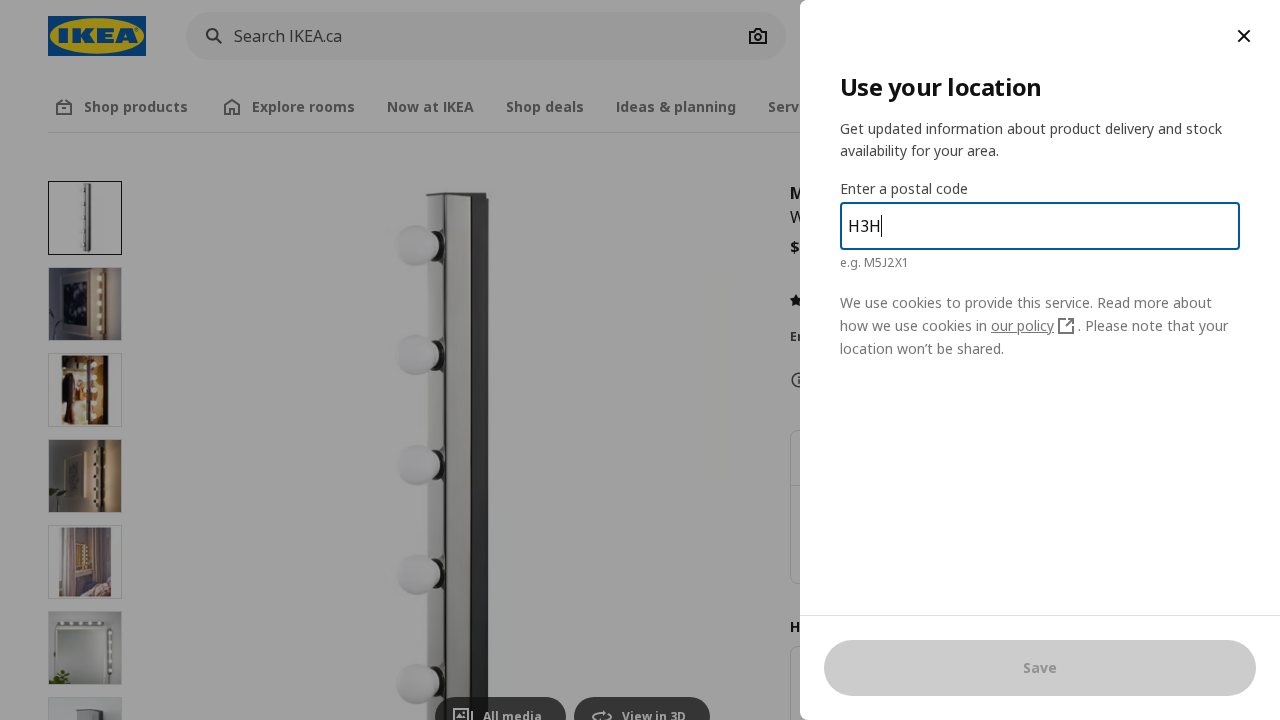 IKEA
Search IKEA.ca
Shop products
Explore rooms
Now at IKEA
Shop deals
Ideas & planning
Serv
$
All media
View in 3D
Use your location
Get updated information about product delivery and stock
availability for your area.
Enter a postal code
H3H
e.g. M5J2X1
We use cookies to provide this service. Read more about
how we use cookies in our policy . Please note that your
location won’t be shared.
Save